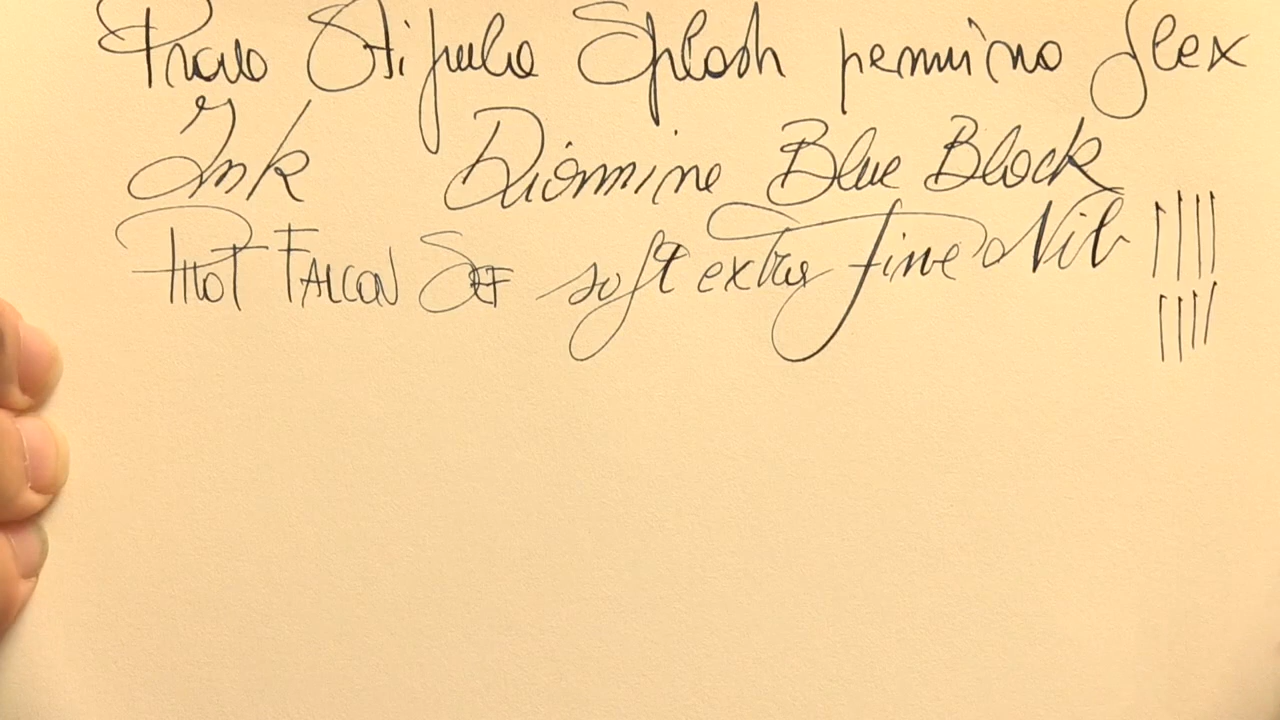 Prova Stipula Splash pennino flex
Ink Diamine Blue Black
Pilot FALCON SEF soft extra fine Nib